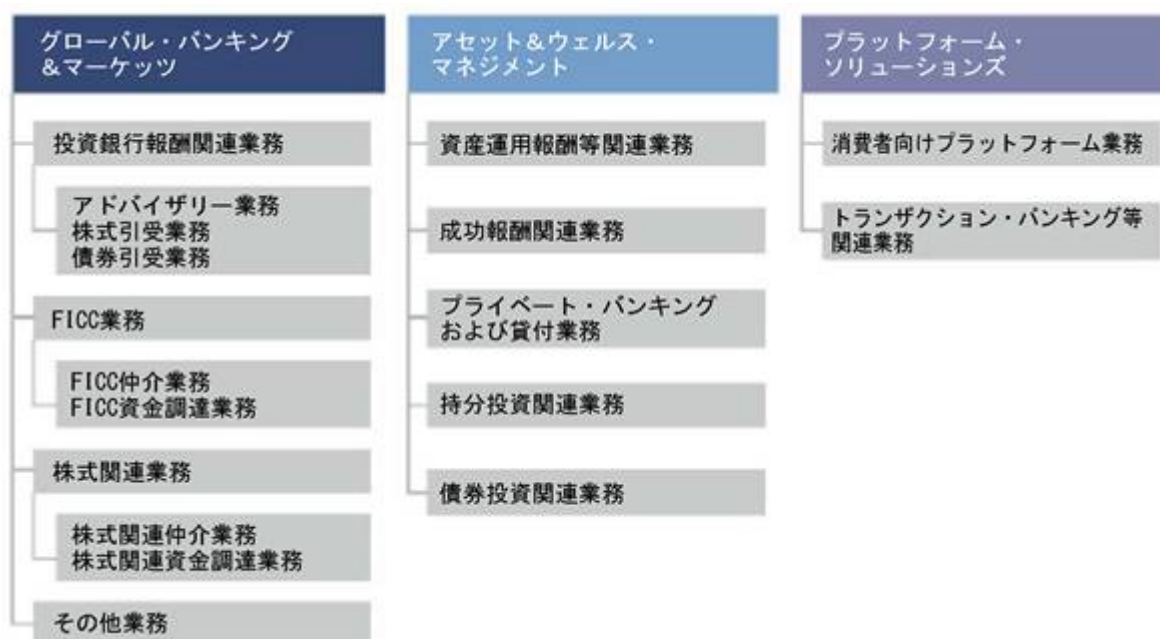 グローバル・バンキング
&マーケッツ
投資銀行報酬関連業務
アドバイザリー業務
株式引受業務
債券引受業務
FICC業務
FICC仲介業務
FICC資金調達業務
株式関連業務
株式関連仲介業務
株式関連資金調達業務
その他業務
アセット&ウェルス・
マネジメント
資産運用報酬等関連業務
成功報酬関連業務
プライベート・バンキング
および貸付業務
持分投資関連業務
債券投資関連業務
プラットフォーム・
ソリューションズ
消費者向けプラットフォーム業務
トランザクション・バンキング等
関連業務